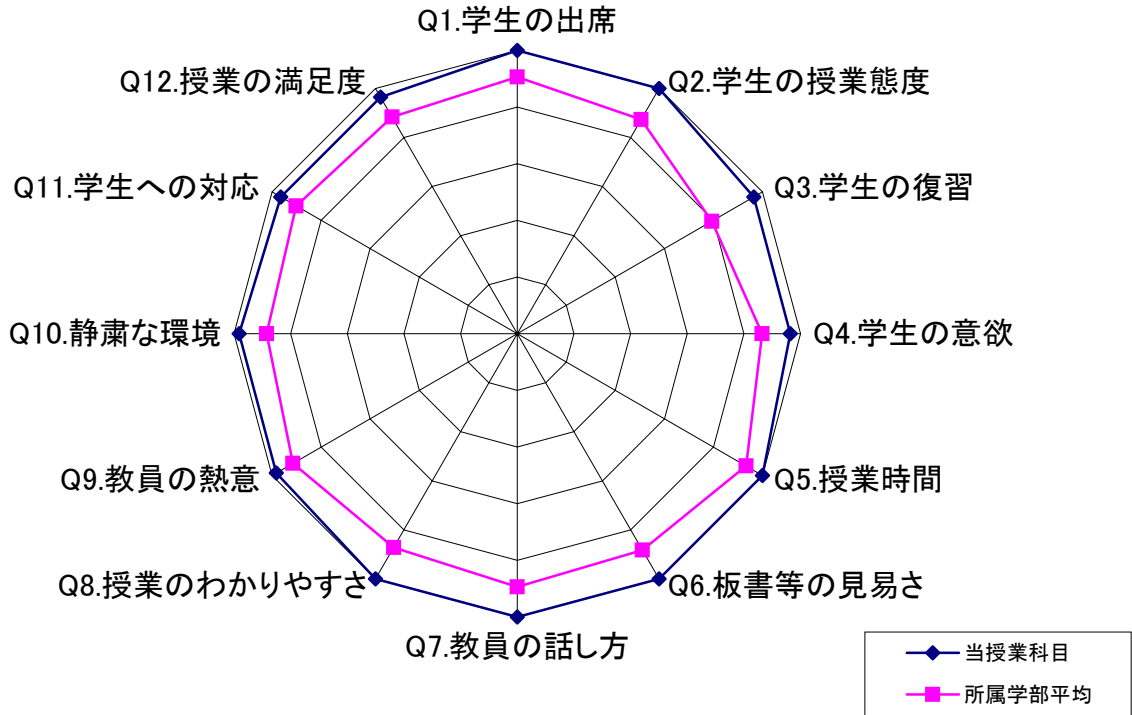 Q1.学生の出席
Q2.学生の授業態度
Q3.学生の復習
Q4.学生の意欲
Q5.授業時間
Q6.板書等の見易さ
Q7.教員の話し方
Q8.授業のわかりやすさ
Q9.教員の熱意
Q10.静粛な環境
Q11.学生への対応
Q12.授業の満足度
当授業科目
所属学部平均